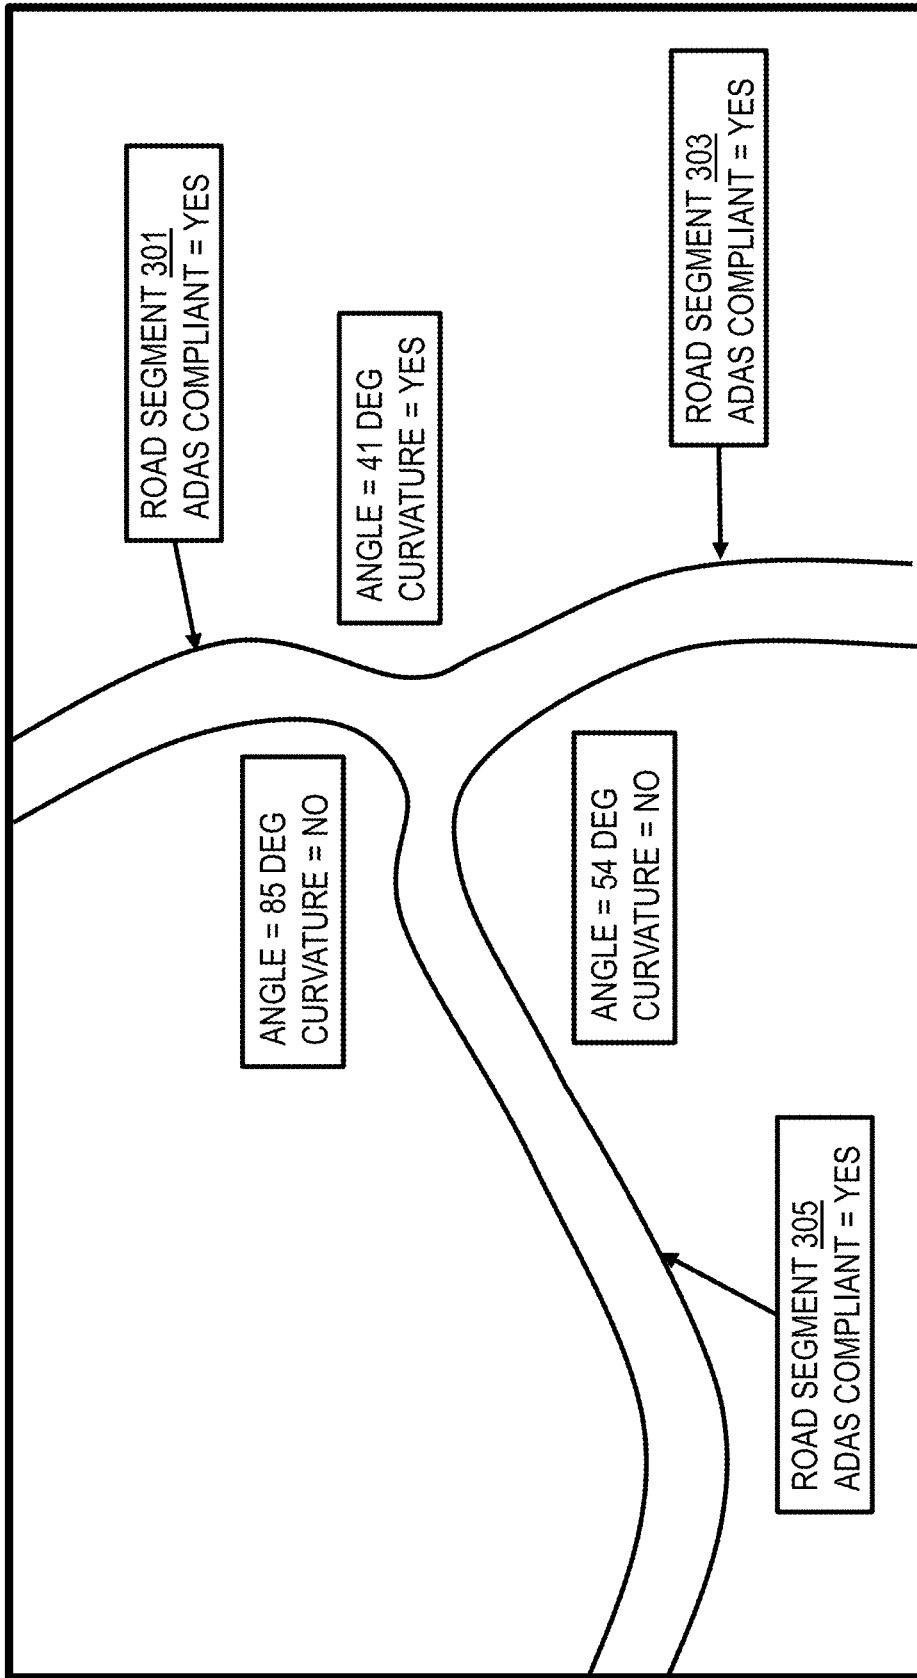 ROAD SEGMENT 301
ADAS COMPLIANT = YES
ANGLE = 41 DEG
CURVATURE = YES
ROAD SEGMENT 303
ADAS COMPLIANT = YES
ANGLE = 85 DEG
CURVATURE = NO
ANGLE = 54 DEG
CURVATURE = NO
ROAD SEGMENT 305
ADAS COMPLIANT = YES